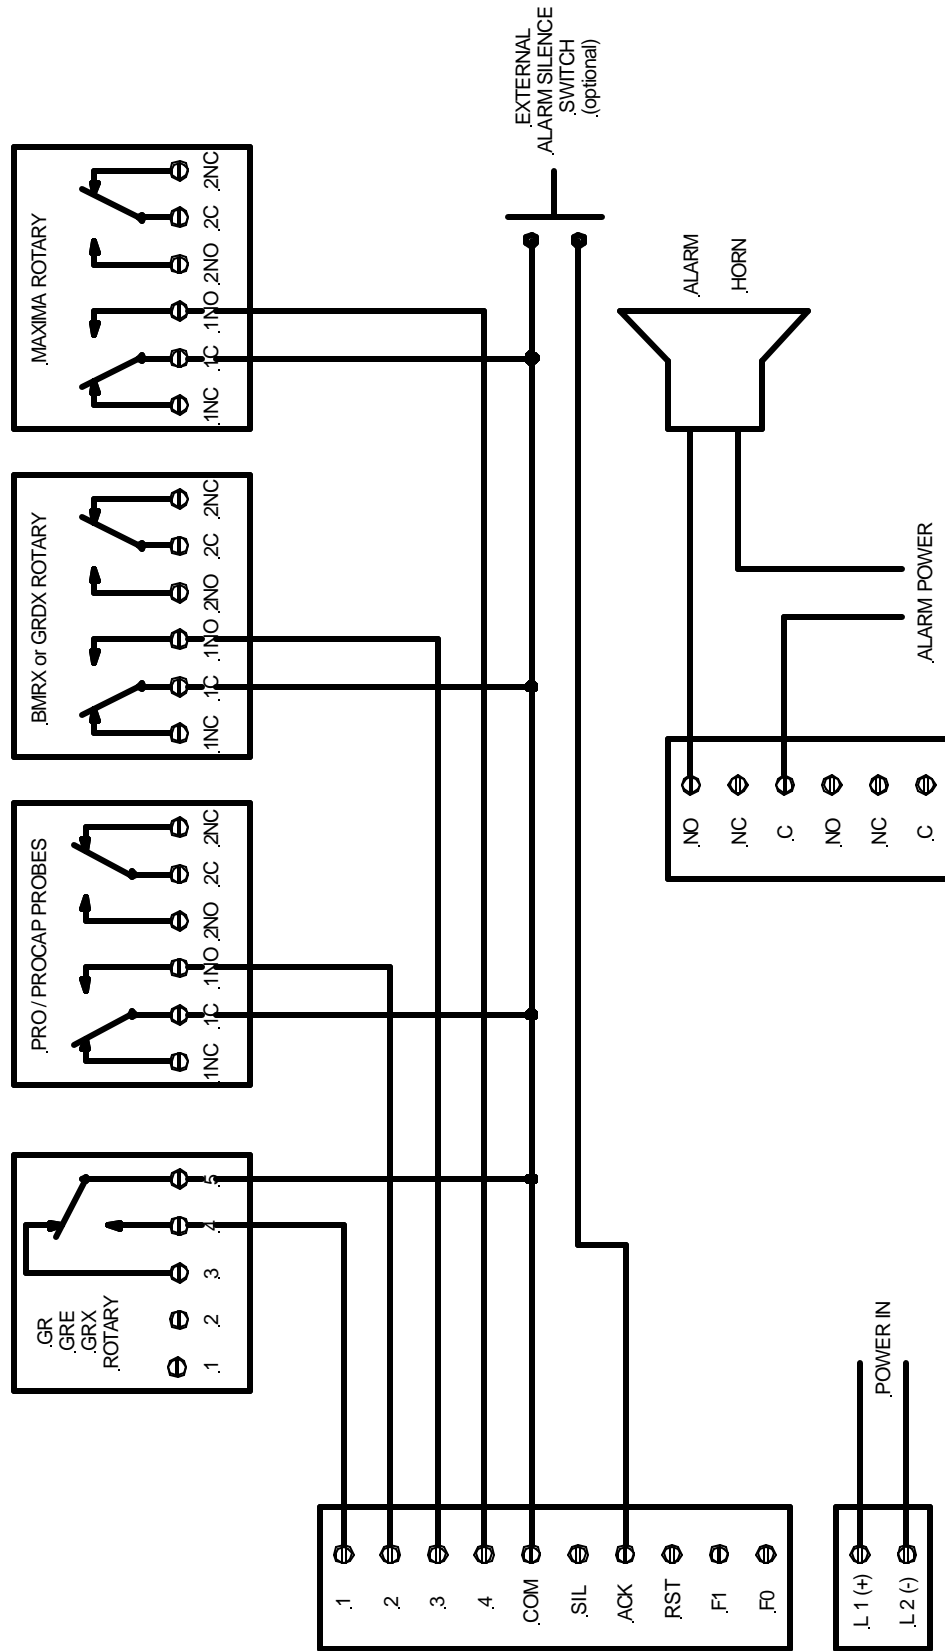 EXTERNAL
ALARM SILENCE
SWITCH
(optional)
MAXIMA ROTARY
1NC 1C 1NO 2NO 2C 2NC
BMRX or GRDX ROTARY
1NC 1C 1NO 2NO 2C 2NC
PRO / PROCAP PROBES
1NC 1C 1NO 2NO 2C 2NC
GR
GRE
GRX
ROTARY
1 2 3 4 5
ALARM
HORN
ALARM POWER
NO
NC
C
NO
NC
C
1
2
3
4
COM
SIL
ACK
RST
F1
F0
POWER IN
L 1 (+)
L 2 (-)